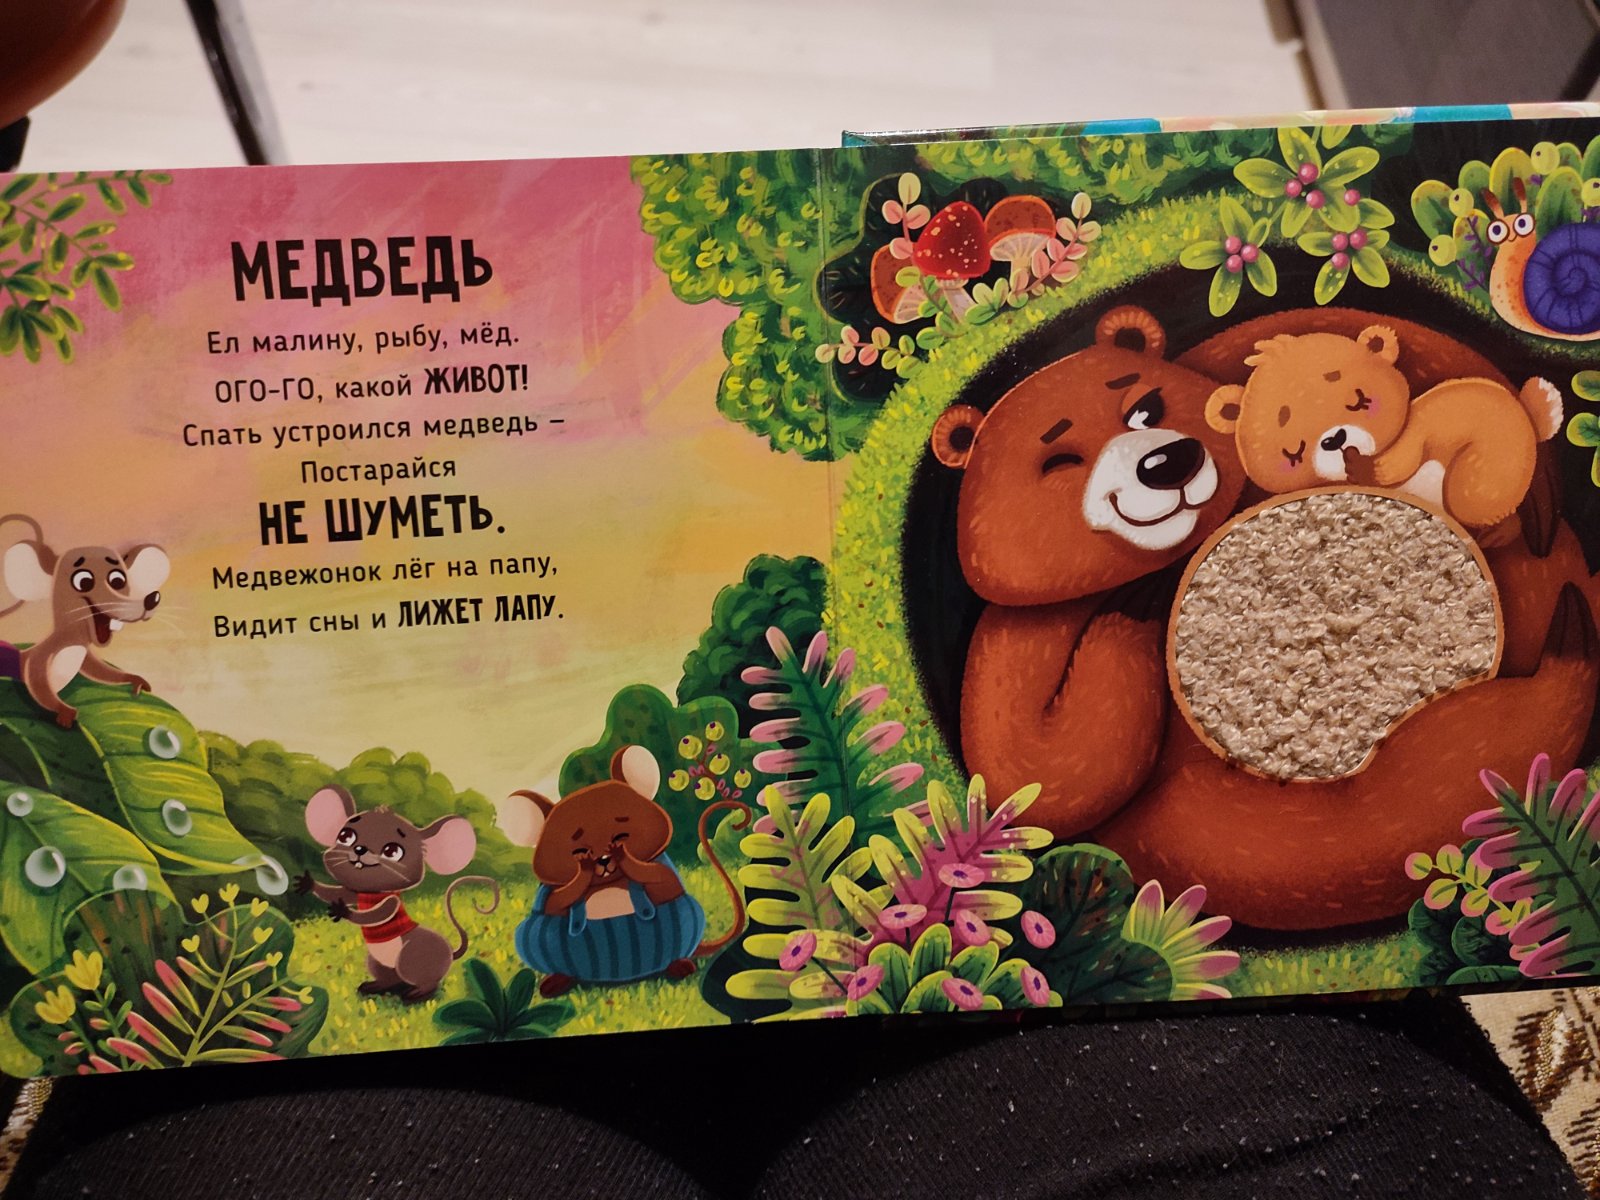 МЕДВЕДЬ
Ел малину, рыбу, мёд.
ОГО-ГО, какой ЖИВОТ!
Спать устроился медведь –
Постарайся
НЕ ШУМЕТЬ.
Медвежонок лёг на папу,
Видит сны и ЛИЖЕТ ЛАПУ.